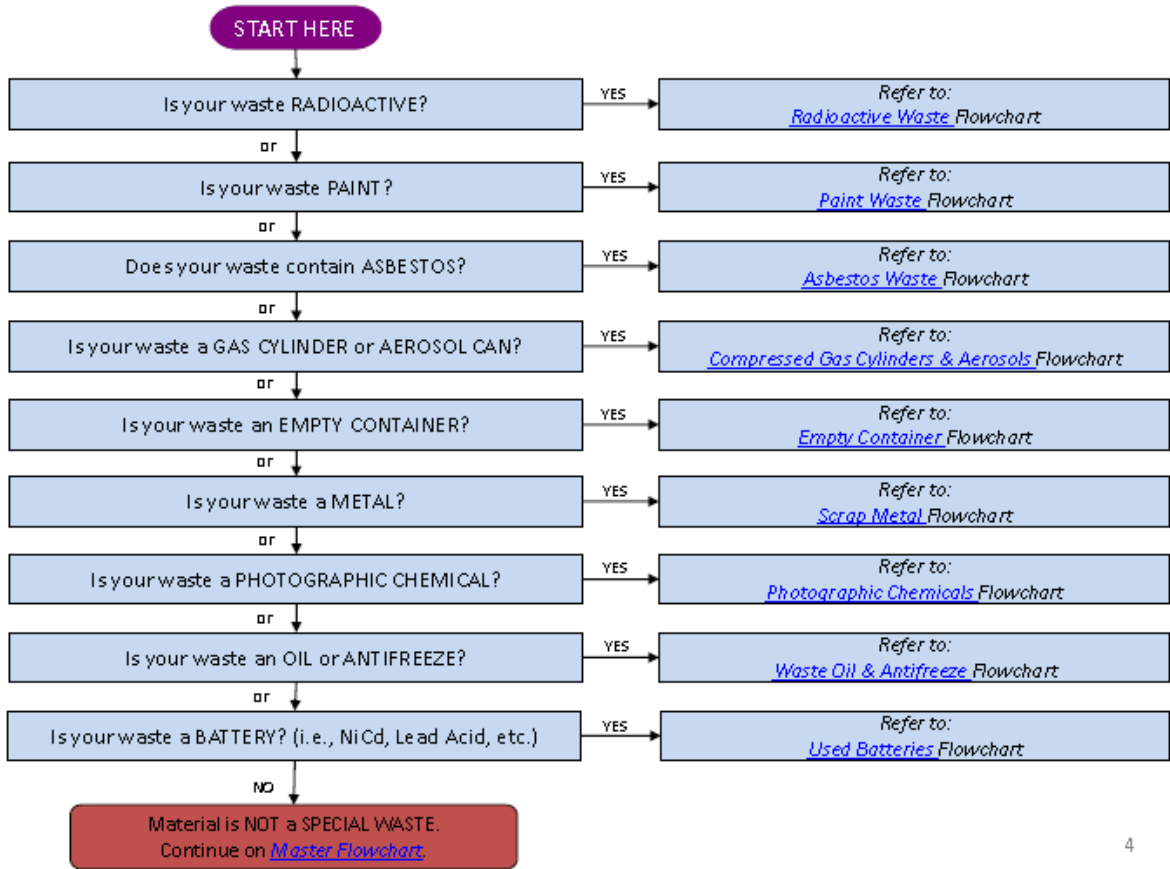 START HERE
Is your waste RADIOACTIVE?
YES
Refer to:
Radioactive Waste Flowchart
or
Is your waste PAINT?
YES
Refer to:
Paint Waste Flowchart
or
Does your waste contain ASBESTOS?
YES
Refer to:
Asbestos Waste Flowchart
or
Is your waste a GAS CYLINDER or AEROSOL CAN?
YES
Refer to:
Compressed Gas Cylinders & Aerosols Flowchart
or
Is your waste an EMPTY CONTAINER?
YES
Refer to:
Empty Container Flowchart
or
Is your waste a METAL?
YES
Refer to:
Scrap Metal Flowchart
or
Is your waste a PHOTOGRAPHIC CHEMICAL?
YES
Refer to:
Photographic Chemicals Flowchart
or
Is your waste an OIL or ANTIFREEZE?
YES
Refer to:
Waste Oil & Antifreeze Flowchart
or
Is your waste a BATTERY? (i.e., NiCd, Lead Acid, etc.)
YES
Refer to:
Used Batteries Flowchart
NO
Material is NOT a SPECIAL WASTE.
Continue on Master Flowchart.
4